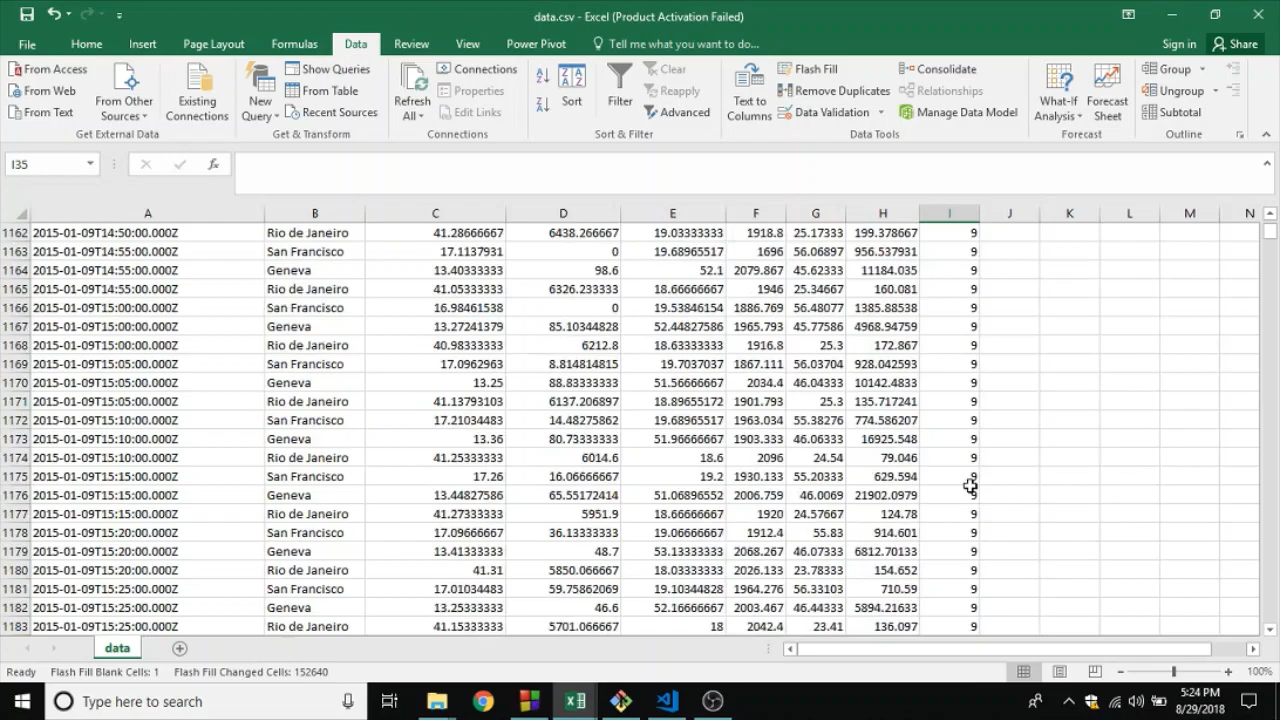 data.csv - Excel (Product Activation Failed)
File Home Insert Page Layout Formulas Data Review View Power Pivot Tell me what you want to do... Sign in Share
From Access
From Web
From Text
From Other Sources
Existing Connections
Get External Data
New Query
Show Queries
From Table
Recent Sources
Get & Transform
Refresh All
Connections
Properties
Edit Links
Connections
Sort
Filter
Clear
Reapply
Advanced
Sort & Filter
Text to Columns
Flash Fill
Remove Duplicates
Data Validation
Consolidate
Relationships
Manage Data Model
Data Tools
What-If Analysis
Forecast Sheet
Forecast
Group
Ungroup
Subtotal
Outline
I35 fx
A B C D E F G H I J K L M N
1162 2015-01-09T14:50:00.000Z Rio de Janeiro 41.28666667 6438.266667 19.03333333 1918.8 25.17333 199.378667 9
1163 2015-01-09T14:55:00.000Z San Francisco 17.1137931 0 19.68965517 1696 56.06897 956.537931 9
1164 2015-01-09T14:55:00.000Z Geneva 13.40333333 98.6 52.1 2079.867 45.62333 11184.035 9
1165 2015-01-09T14:55:00.000Z Rio de Janeiro 41.05333333 6326.233333 18.66666667 1946 25.34667 160.081 9
1166 2015-01-09T15:00:00.000Z San Francisco 16.98461538 0 19.53846154 1886.769 56.48077 1385.88538 9
1167 2015-01-09T15:00:00.000Z Geneva 13.27241379 85.10344828 52.44827586 1965.793 45.77586 4968.94759 9
1168 2015-01-09T15:00:00.000Z Rio de Janeiro 40.98333333 6212.8 18.63333333 1916.8 25.3 172.867 9
1169 2015-01-09T15:05:00.000Z San Francisco 17.0962963 8.814814815 19.7037037 1867.111 56.03704 928.042593 9
1170 2015-01-09T15:05:00.000Z Geneva 13.25 88.83333333 51.56666667 2034.4 46.04333 10142.4833 9
1171 2015-01-09T15:05:00.000Z Rio de Janeiro 41.13793103 6137.206897 18.89655172 1901.793 25.3 135.717241 9
1172 2015-01-09T15:10:00.000Z San Francisco 17.21034483 14.48275862 19.68965517 1963.034 55.38276 774.586207 9
1173 2015-01-09T15:10:00.000Z Geneva 13.36 80.73333333 51.96666667 1903.333 46.06333 16925.548 9
1174 2015-01-09T15:10:00.000Z Rio de Janeiro 41.25333333 6014.6 18.6 2096 24.54 79.046 9
1175 2015-01-09T15:15:00.000Z San Francisco 17.26 16.06666667 19.2 1930.133 55.20333 629.594 9
1176 2015-01-09T15:15:00.000Z Geneva 13.44827586 65.55172414 51.06896552 2006.759 46.0069 21902.0979 9
1177 2015-01-09T15:15:00.000Z Rio de Janeiro 41.27333333 5951.9 18.66666667 1920 24.57667 124.78 9
1178 2015-01-09T15:20:00.000Z San Francisco 17.09666667 36.13333333 19.06666667 1912.4 55.83 914.601 9
1179 2015-01-09T15:20:00.000Z Geneva 13.41333333 48.7 53.13333333 2068.267 46.07333 6812.70133 9
1180 2015-01-09T15:20:00.000Z Rio de Janeiro 41.31 5850.066667 18.03333333 2026.133 23.78333 154.652 9
1181 2015-01-09T15:25:00.000Z San Francisco 17.01034483 59.75862069 19.10344828 1964.276 56.33103 710.59 9
1182 2015-01-09T15:25:00.000Z Geneva 13.25333333 46.6 52.16666667 2003.467 46.44333 5894.21633 9
1183 2015-01-09T15:25:00.000Z Rio de Janeiro 41.15333333 5701.066667 18 2042.4 23.41 136.097 9
data
Ready Flash Fill Blank Cells: 1 Flash Fill Changed Cells: 152640 100%
Type here to search
5:24 PM
8/29/2018